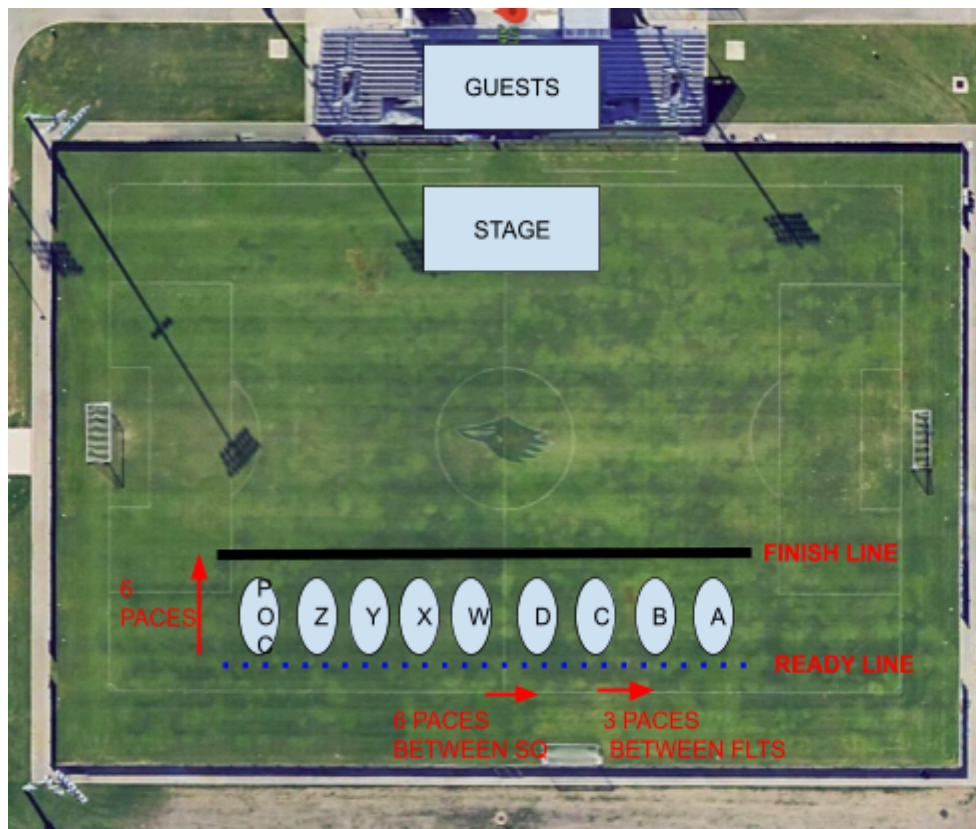 GUESTS
STAGE
FINISH LINE
6
PACES
P
O
C
Z
Y
X
W
D
C
B
A
READY LINE
6 PACES
BETWEEN SQ
3 PACES
BETWEEN FLTS